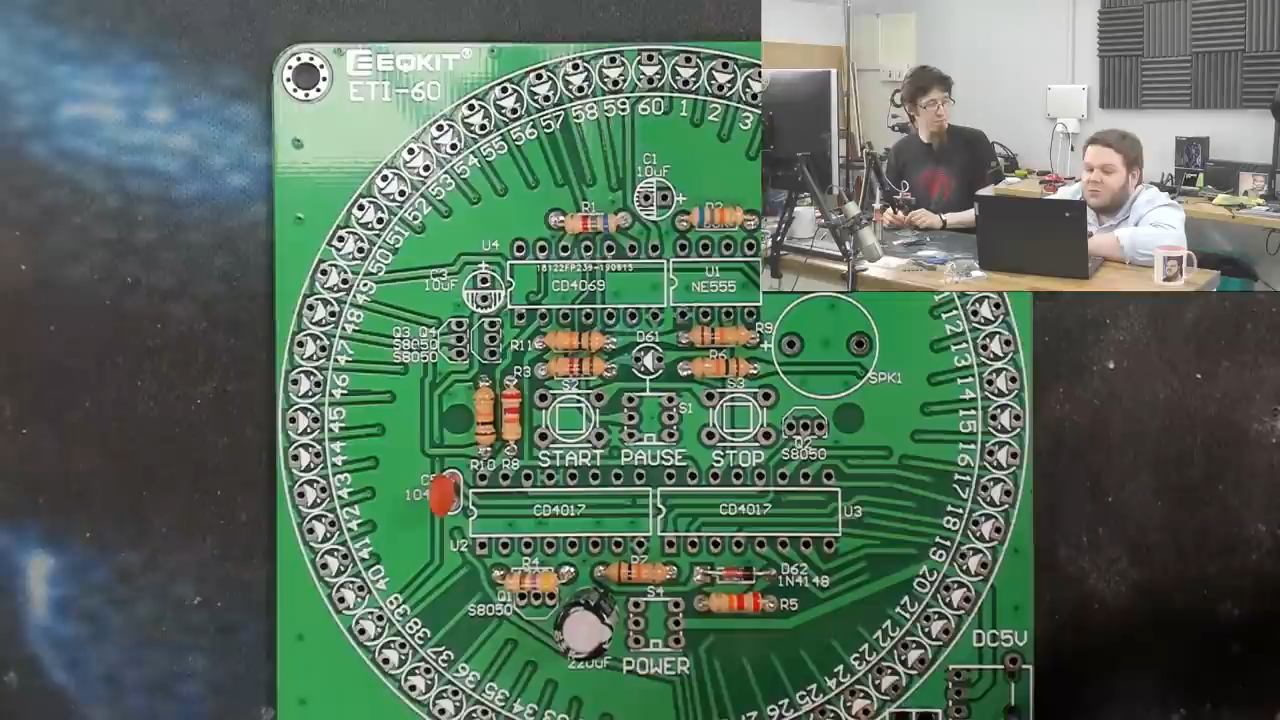 EQKIT®
ETI-60
57 58 59 60 1 2 3
56
55
54
53
52
51
50
49
48
47
46
45
44
43
42
41
40
39
38
37
36
35
34
C1
10uF
+
R1
U4
18122FP239-190815
CD4069
U1
NE555
C3
10uF
+
11
12
13
14
15
16
17
18
19
20
21
22
23
24
25
26
Q3 Q4
S8050
S8050
R11
R3
D61
R9
+
R6
SPK1
S2
S1
S3
Q2
S8050
R10 R8
START PAUSE STOP
104
CD4017
CD4017
U3
U2
R4
R7
D62
1N4148
Q1
S8050
S4
R5
220uF
POWER
DC5V